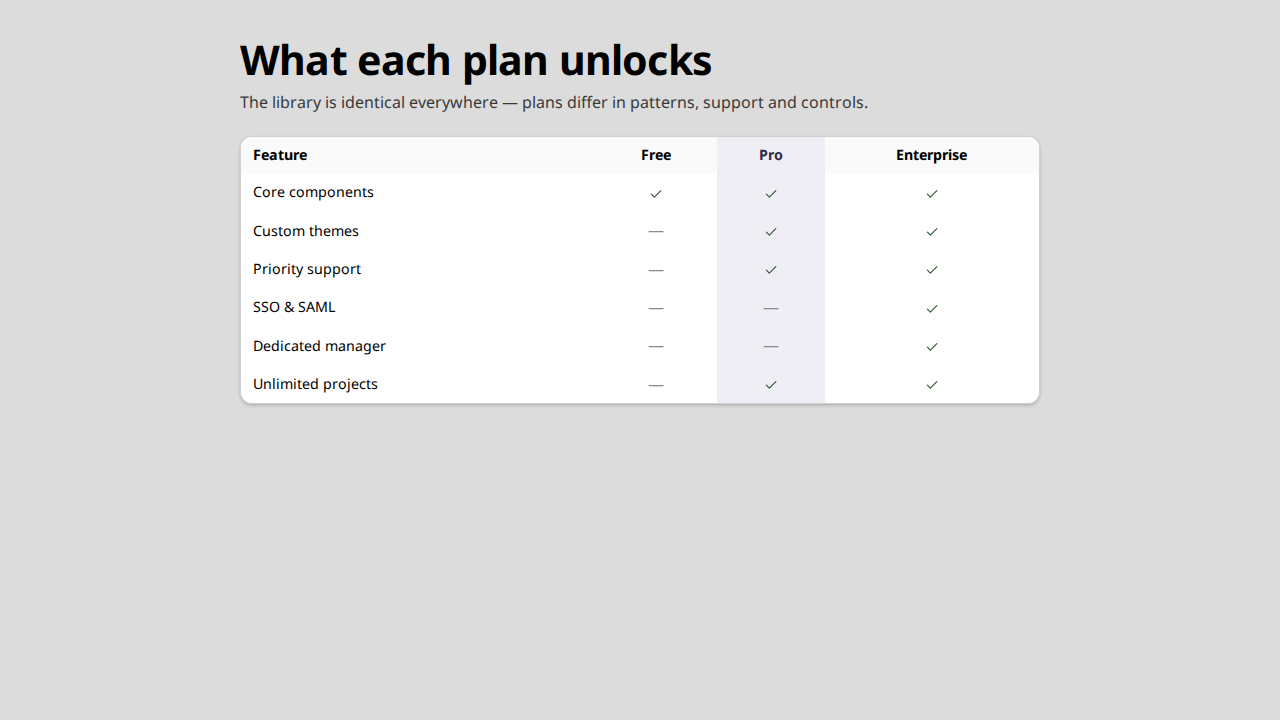 What each plan unlocks
The library is identical everywhere — plans differ in patterns, support and controls.
Feature Free Pro Enterprise
Core components ✓ ✓ ✓
Custom themes — ✓ ✓
Priority support — ✓ ✓
SSO & SAML — — ✓
Dedicated manager — — ✓
Unlimited projects — ✓ ✓